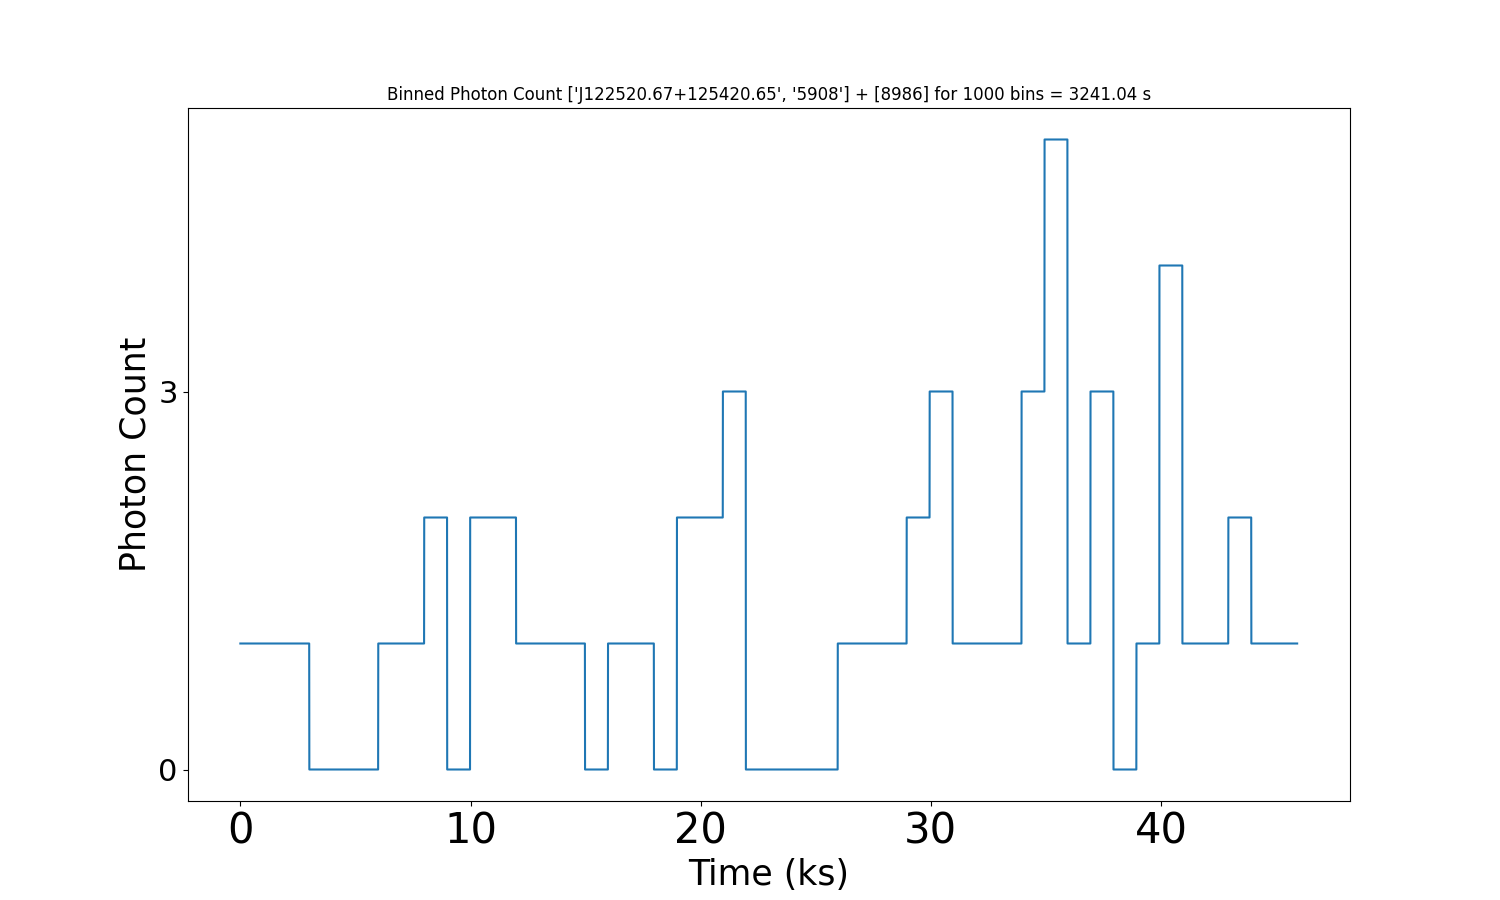 Binned Photon Count ['J122520.67+125420.65', '5908'] + [8986] for 1000 bins = 3241.04 s
Photon Count
3
0
0 10 20 30 40
Time (ks)